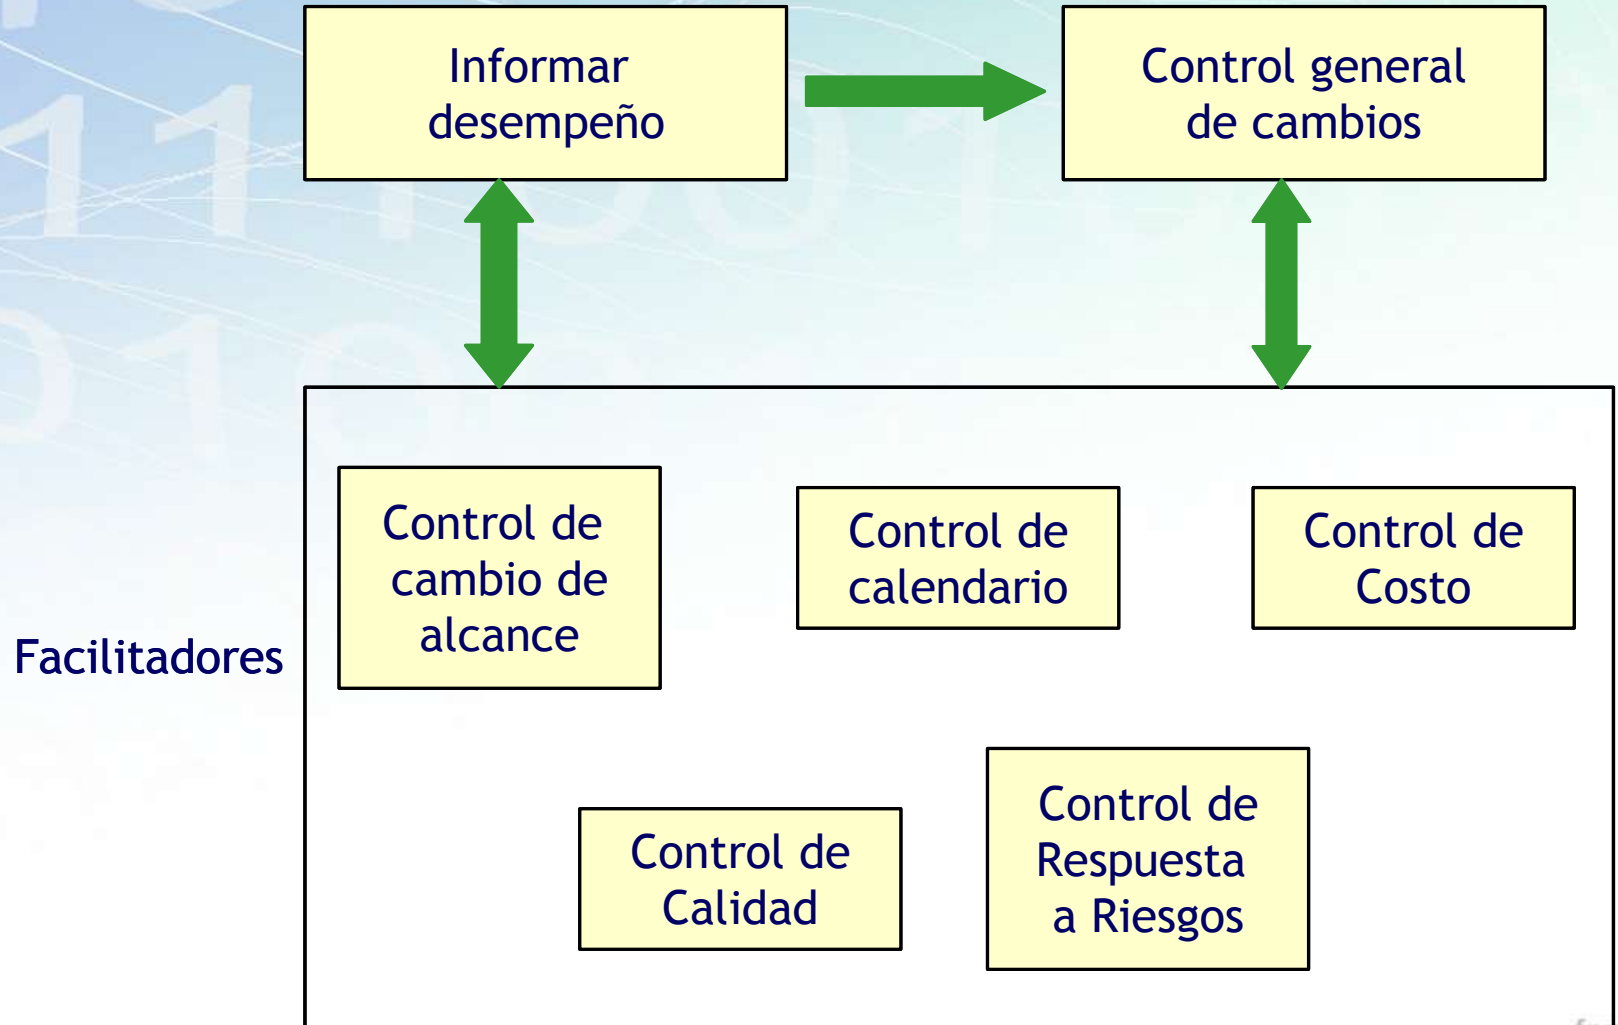 Informar
desempeño
Control general
de cambios
Control de
cambio de
alcance
Control de
calendario
Control de
Costo
Facilitadores
Control de
Calidad
Control de
Respuesta
a Riesgos